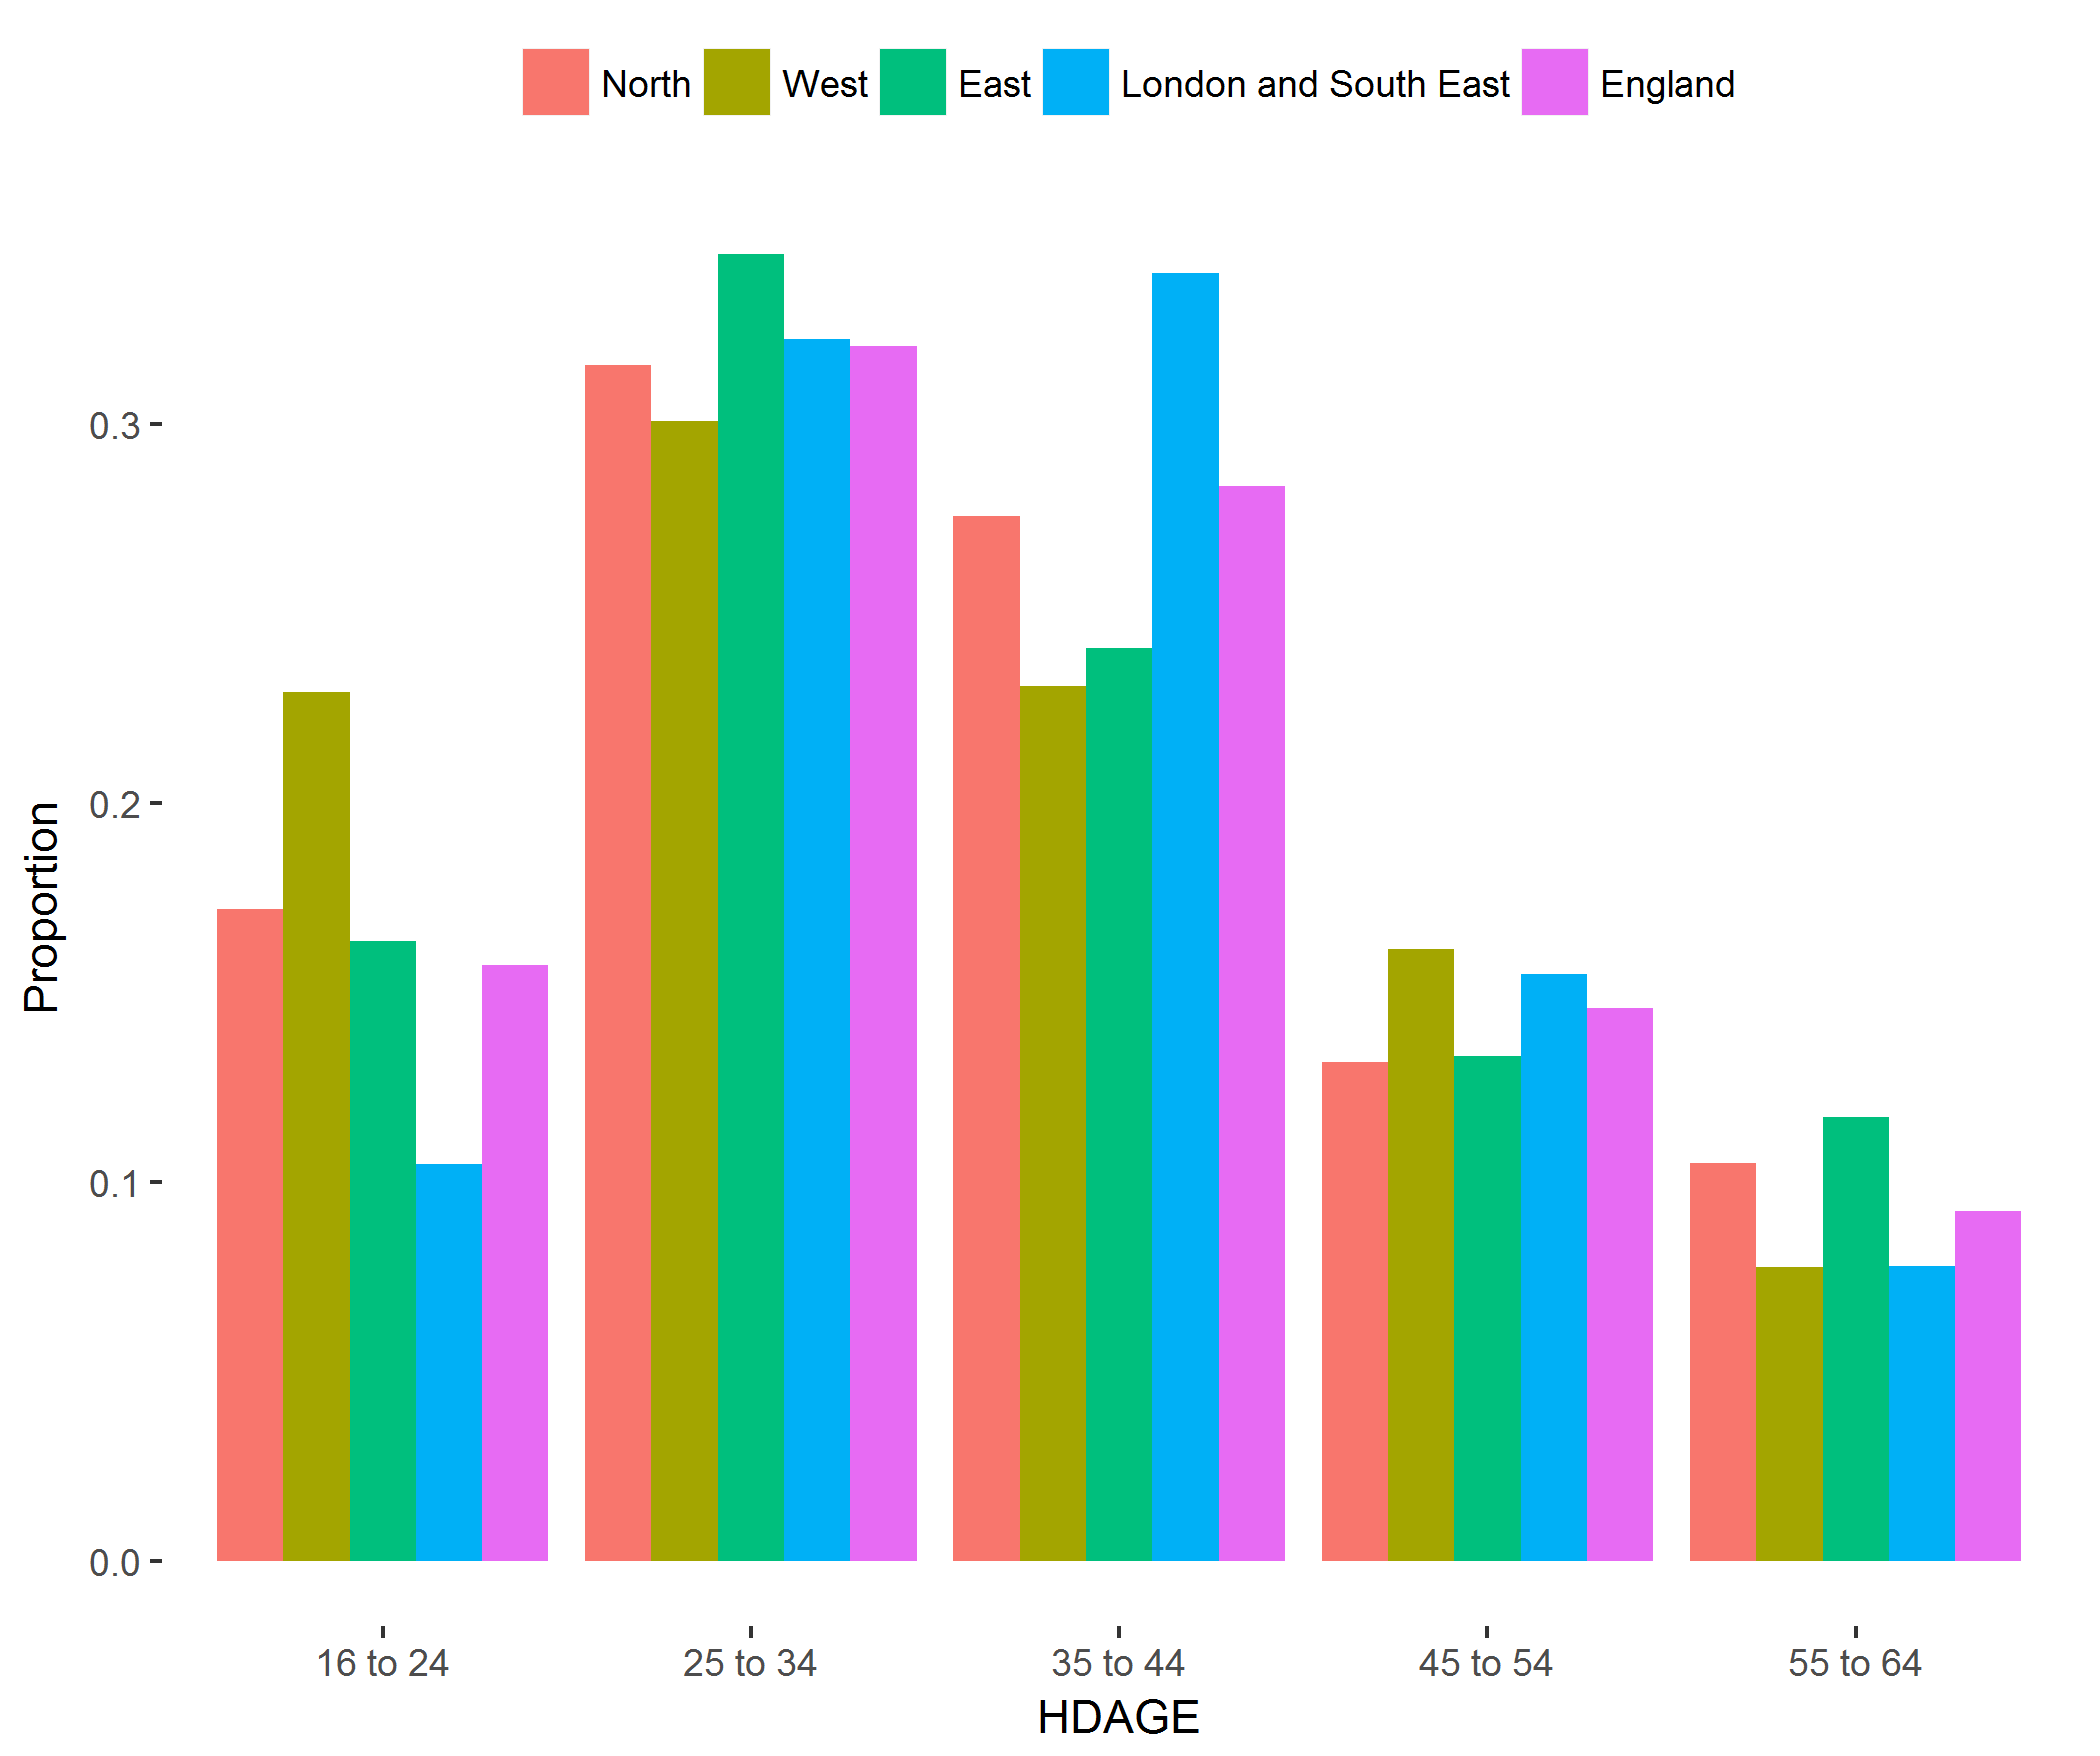 North West East London and South East England
0.3
0.2
0.1
0.0
Proportion
16 to 24 25 to 34 35 to 44 45 to 54 55 to 64
HDAGE